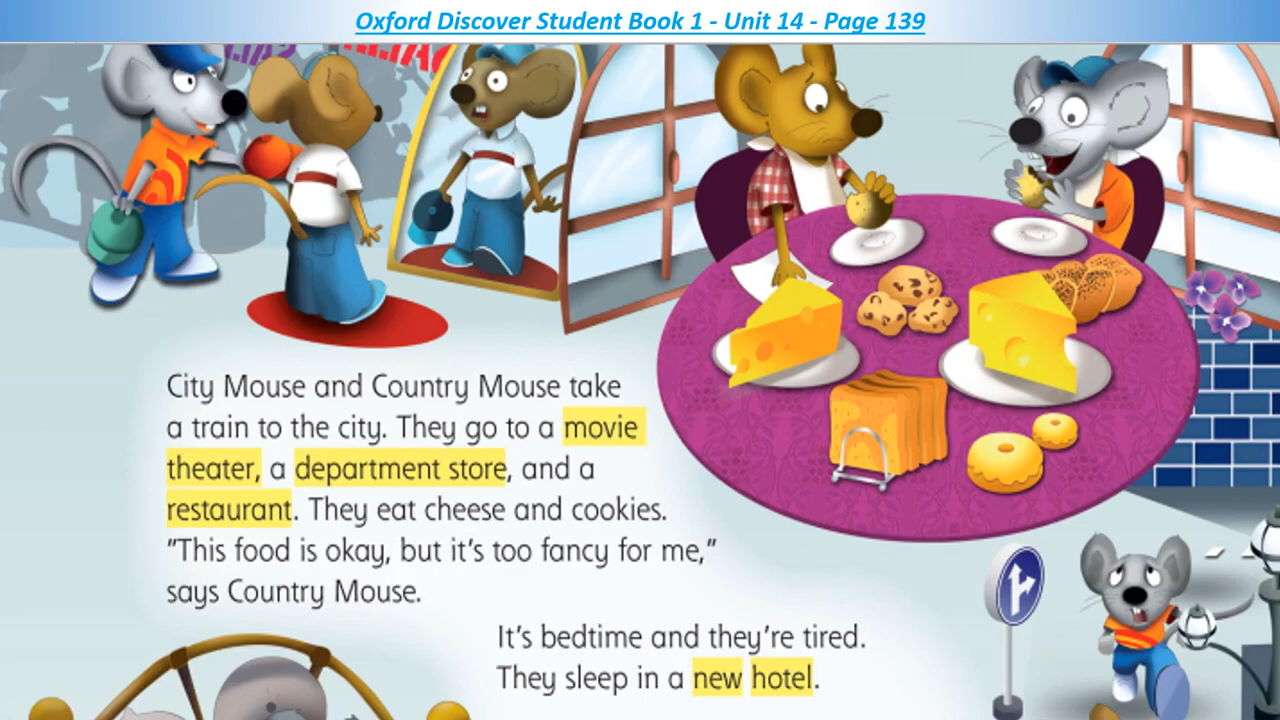 Oxford Discover Student Book 1 - Unit 14 - Page 139
City Mouse and Country Mouse take
a train to the city. They go to a movie
theater, a department store, and a
restaurant. They eat cheese and cookies.
"This food is okay, but it's too fancy for me,"
says Country Mouse.
It's bedtime and they're tired.
They sleep in a new hotel.